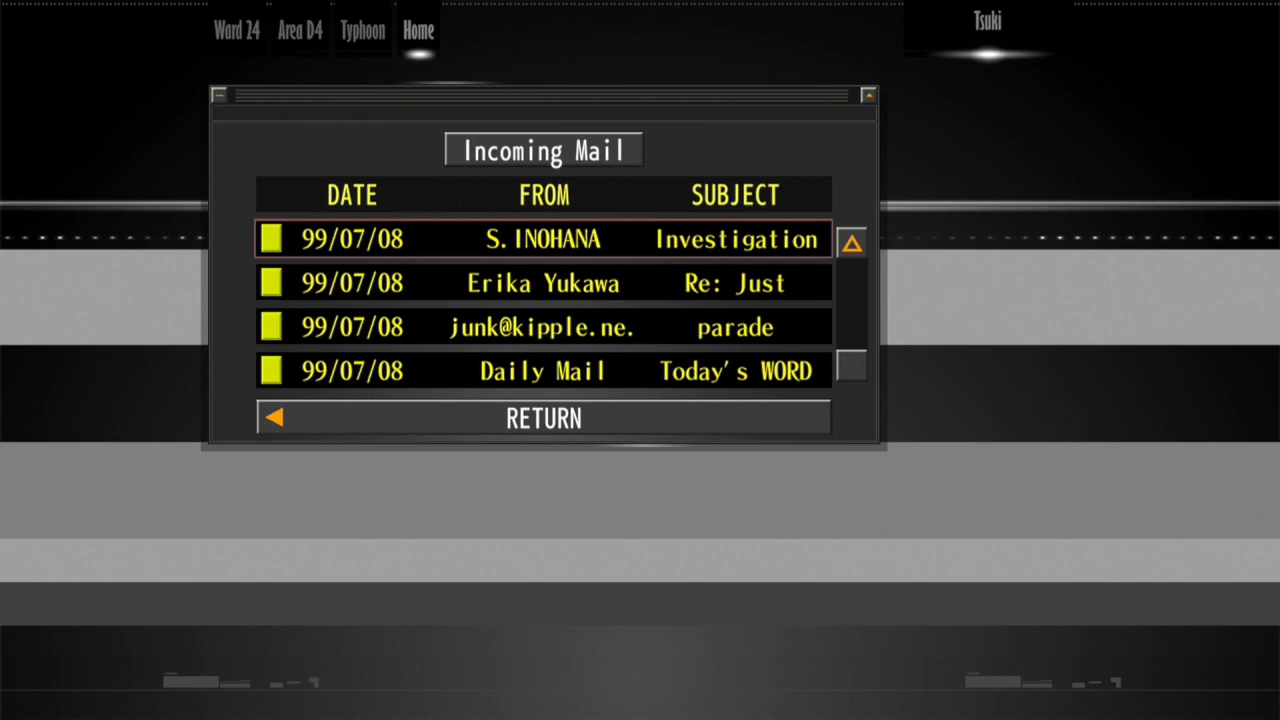 Ward 24 Area D4 Typhoon Home Tsuki
Incoming Mail
DATE FROM SUBJECT
99/07/08 S. INOHANA Investigation
99/07/08 Erika Yukawa Re: Just
99/07/08 junk@kipple.ne. parade
99/07/08 Daily Mail Today's WORD
RETURN